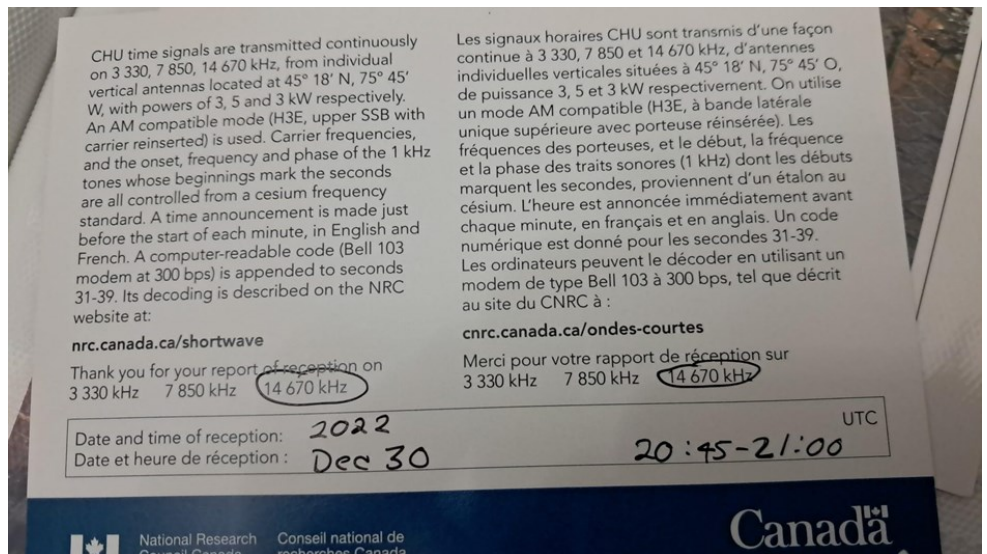 CHU time signals are transmitted continuously
on 3 330, 7 850, 14 670 kHz, from individual
vertical antennas located at 45° 18′ N, 75° 45′
W, with powers of 3, 5 and 3 kW respectively.
An AM compatible mode (H3E, upper SSB with
carrier reinserted) is used. Carrier frequencies,
and the onset, frequency and phase of the 1 kHz
tones whose beginnings mark the seconds
are all controlled from a cesium frequency
standard. A time announcement is made just
before the start of each minute, in English and
French. A computer-readable code (Bell 103
modem at 300 bps) is appended to seconds
31-39. Its decoding is described on the NRC
website at:
nrc.canada.ca/shortwave
Thank you for your report of reception on
3 330 kHz 7 850 kHz 14 670 kHz
Les signaux horaires CHU sont transmis d'une façon
continue à 3 330, 7 850 et 14 670 kHz, d'antennes
individuelles verticales situées à 45° 18′ N, 75° 45′ O,
de puissance 3, 5 et 3 kW respectivement. On utilise
un mode AM compatible (H3E, à bande latérale
unique supérieure avec porteuse réinsérée). Les
fréquences des porteuses, et le début, la fréquence
et la phase des traits sonores (1 kHz) dont les débuts
marquent les secondes, proviennent d'un étalon au
césium. L'heure est annoncée immédiatement avant
chaque minute, en français et en anglais. Un code
numérique est donné pour les secondes 31-39.
Les ordinateurs peuvent le décoder en utilisant un
modem de type Bell 103 à 300 bps, tel que décrit
au site du CNRC à :
cnrc.canada.ca/ondes-courtes
Merci pour votre rapport de réception sur
3 330 kHz 7 850 kHz 14 670 kHz
Date and time of reception: 2022 UTC
Date et heure de réception : Dec 30 20:45-21:00
National Research Conseil national de
Council Canada recherches Canada
Canada